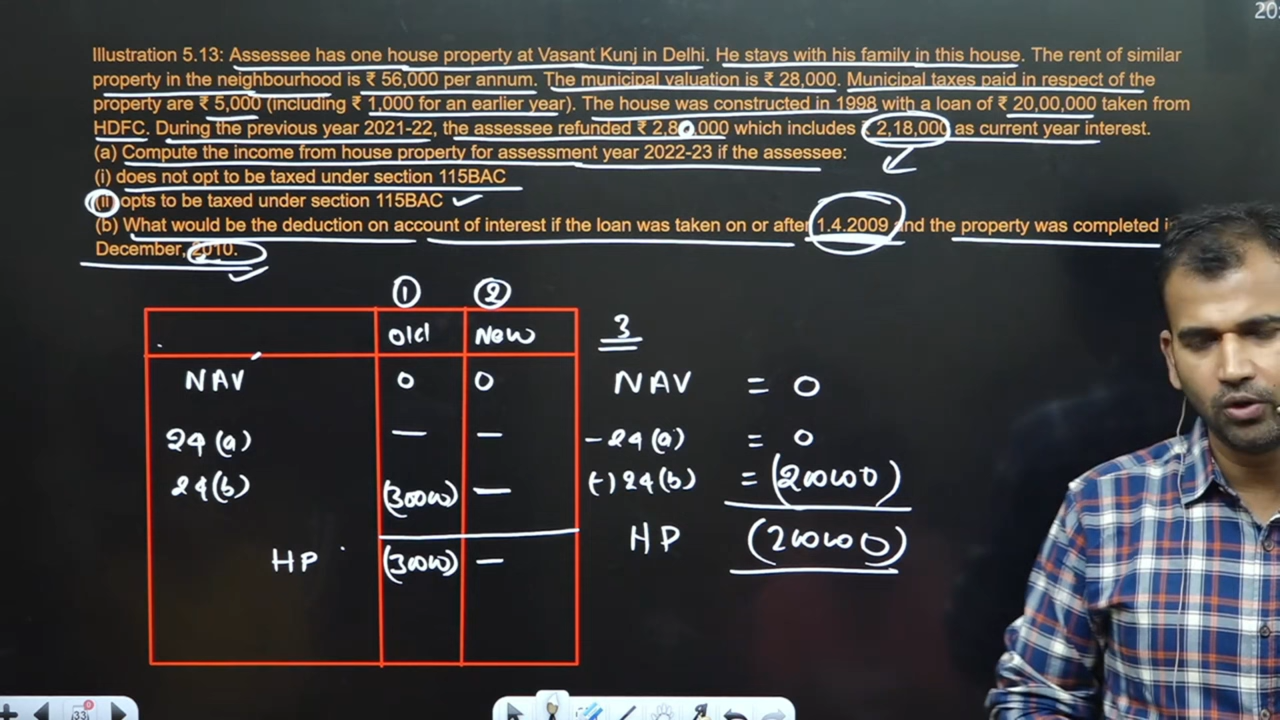 20:
Illustration 5.13: Assessee has one house property at Vasant Kunj in Delhi. He stays with his family in this house. The rent of similar
property in the neighbourhood is ₹ 56,000 per annum. The municipal valuation is ₹ 28,000. Municipal taxes paid in respect of the
property are ₹ 5,000 (including ₹ 1,000 for an earlier year). The house was constructed in 1998 with a loan of ₹ 20,00,000 taken from
HDFC. During the previous year 2021-22, the assessee refunded ₹ 2,80,000 which includes ₹ 2,18,000 as current year interest.
(a) Compute the income from house property for assessment year 2022-23 if the assessee:
(i) does not opt to be taxed under section 115BAC
(ii) opts to be taxed under section 115BAC
(b) What would be the deduction on account of interest if the loan was taken on or after 1.4.2009 and the property was completed
December, 2010.
1 2
Old New 3
NAV 0 0 NAV = 0
24(a) — — -24(a) = 0
24(b) (30000) — (-) 24(b) = (200000)
HP (30000) — HP (200000)
33